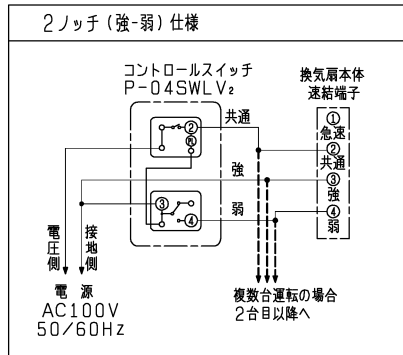 2ノッチ(強-弱)仕様
コントロールスイッチ
P-04SWLV₂
換気扇本体
速結端子
共通
①
急速
②
共通
③
強
④
弱
②
PL
強
③
④
弱
電圧側
接地側
電 源
AC100V
50/60Hz
複数台運転の場合
2台目以降へ